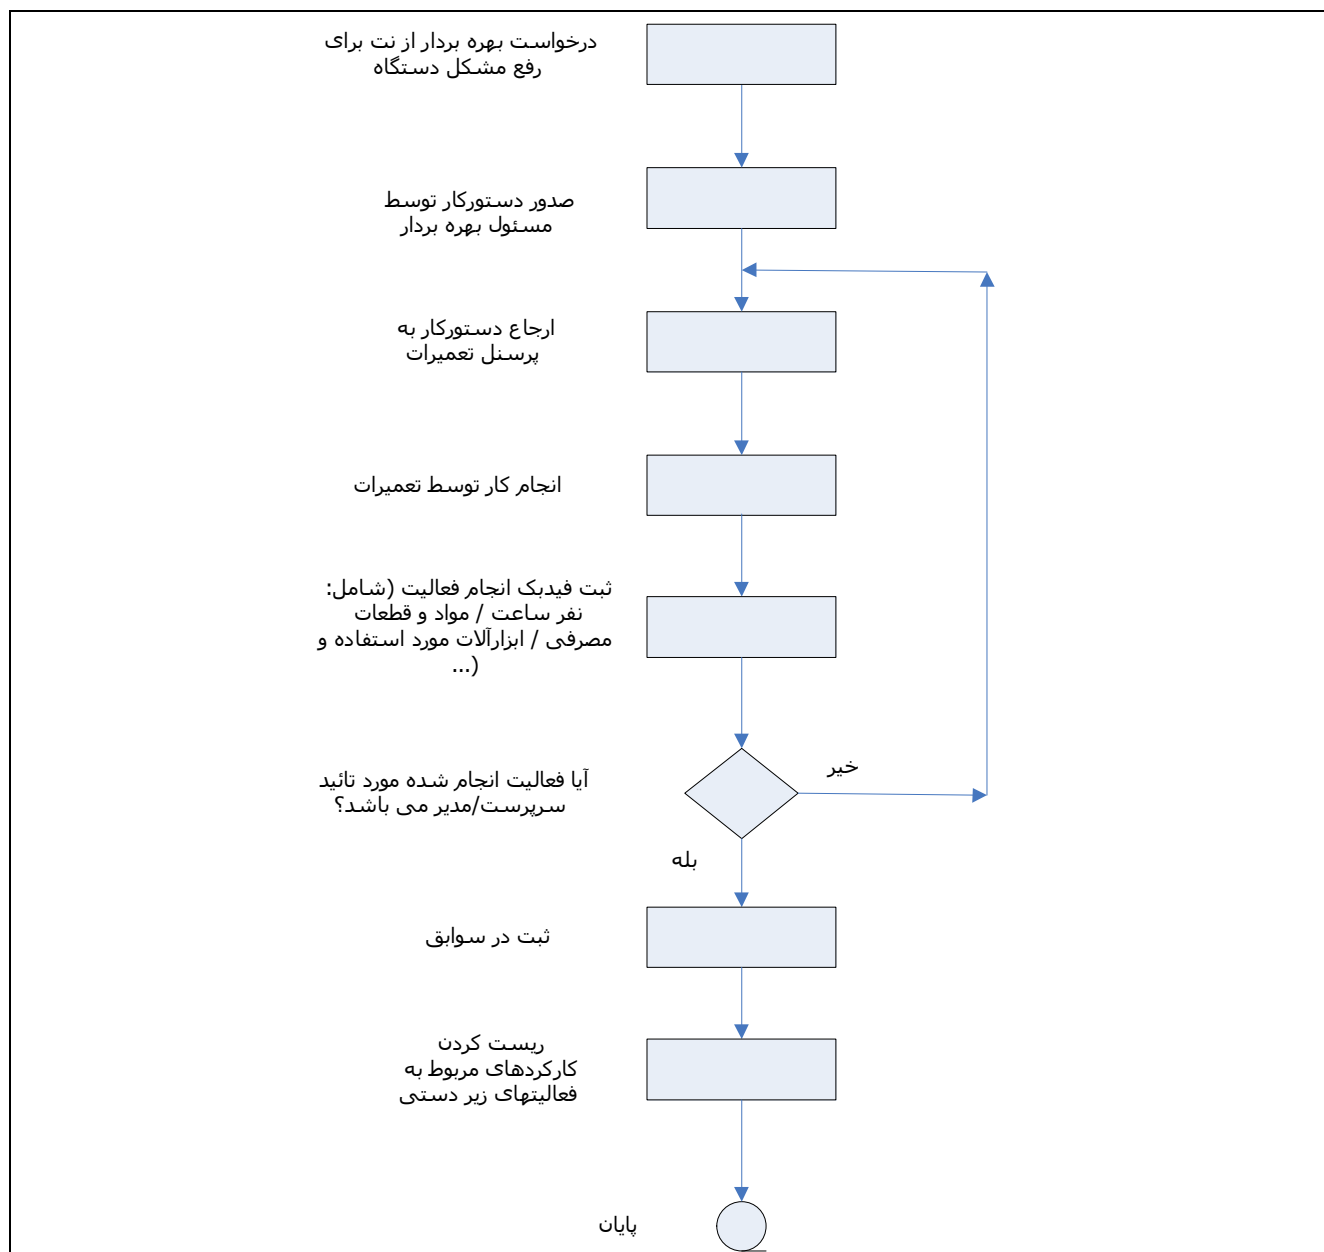 درخواست بهره بردار از نت برای
رفع مشکل دستگاه
صدور دستورکار توسط
مسئول بهره بردار
ارجاع دستورکار به
پرسنل تعمیرات
انجام کار توسط تعمیرات
ثبت فیدبک انجام فعالیت (شامل:
نفر ساعت / مواد و قطعات
مصرفی / ابزارآلات مورد استفاده و
...)
آیا فعالیت انجام شده مورد تائید
سرپرست/مدیر می باشد؟
خیر
بله
ثبت در سوابق
ریست کردن
کارکردهای مربوط به
فعالیتهای زیر دستی
پایان